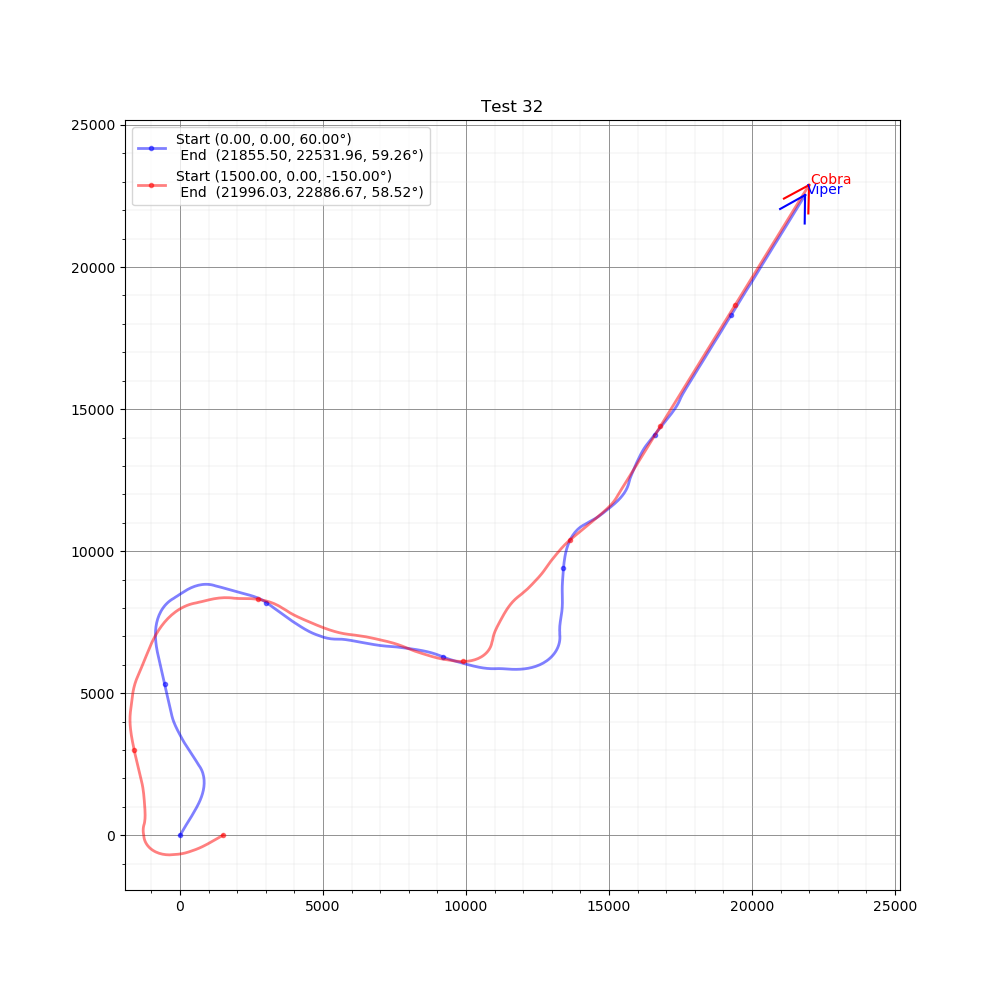 Test 32
Start (0.00, 0.00, 60.00°)
End (21855.50, 22531.96, 59.26°)
Start (1500.00, 0.00, -150.00°)
End (21996.03, 22886.67, 58.52°)
Cobra
Viper
25000
20000
15000
10000
5000
0
0
5000
10000
15000
20000
25000